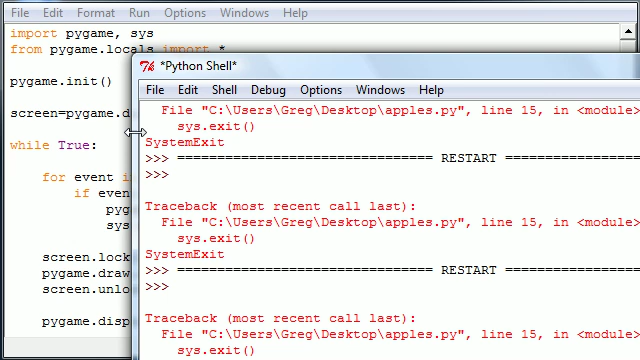 File Edit Format Run Options Windows Help
import pygame, sys
from pygame.locals import *
pygame.init()
screen=pygame.d
while True:
for event i
if even
pyg
sys
screen.lock
pygame.draw
screen.unlo
pygame.disp
*Python Shell*
File Edit Shell Debug Options Windows Help
File "C:\Users\Greg\Desktop\apples.py", line 15, in <module>
sys.exit()
SystemExit
>>> ================================ RESTART ================
>>>
Traceback (most recent call last):
File "C:\Users\Greg\Desktop\apples.py", line 15, in <module>
sys.exit()
SystemExit
>>> ================================ RESTART ================
>>>
Traceback (most recent call last):
File "C:\Users\Greg\Desktop\apples.py", line 15, in <module>
sys.exit()